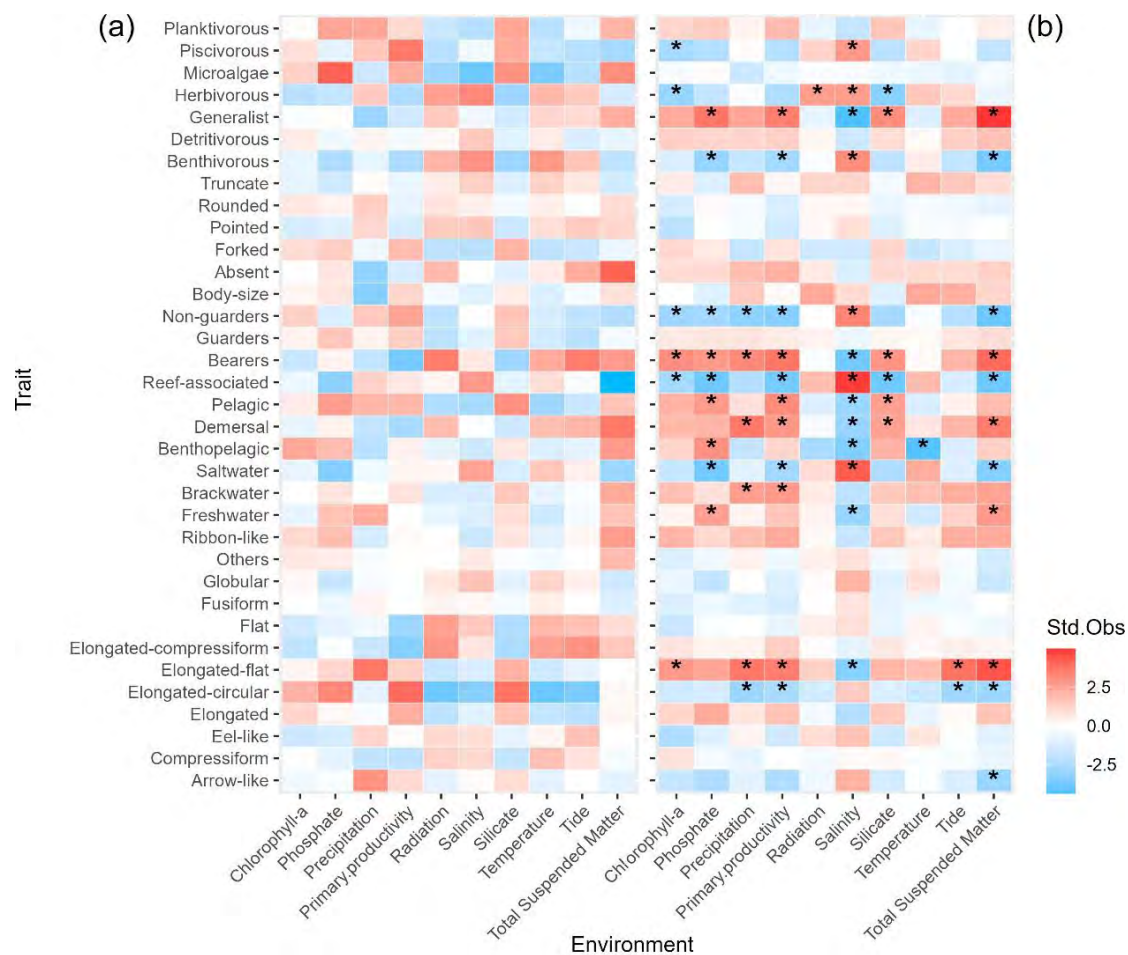 (a)
(b)
Trait
Planktivorous
Piscivorous
Microalgae
Herbivorous
Generalist
Detritivorous
Benthivorous
Truncate
Rounded
Pointed
Forked
Absent
Body-size
Non-guarders
Guarders
Bearers
Reef-associated
Pelagic
Demersal
Benthopelagic
Saltwater
Brackwater
Freshwater
Ribbon-like
Others
Globular
Fusiform
Flat
Elongated-compressiform
Elongated-flat
Elongated-circular
Elongated
Eel-like
Compressiform
Arrow-like
Chlorophyll-a
Phosphate
Precipitation
Primary.productivity
Radiation
Salinity
Silicate
Temperature
Tide
Total Suspended Matter
Chlorophyll-a
Phosphate
Precipitation
Primary.productivity
Radiation
Salinity
Silicate
Temperature
Tide
Total Suspended Matter
Environment
Std.Obs
2.5
0.0
-2.5